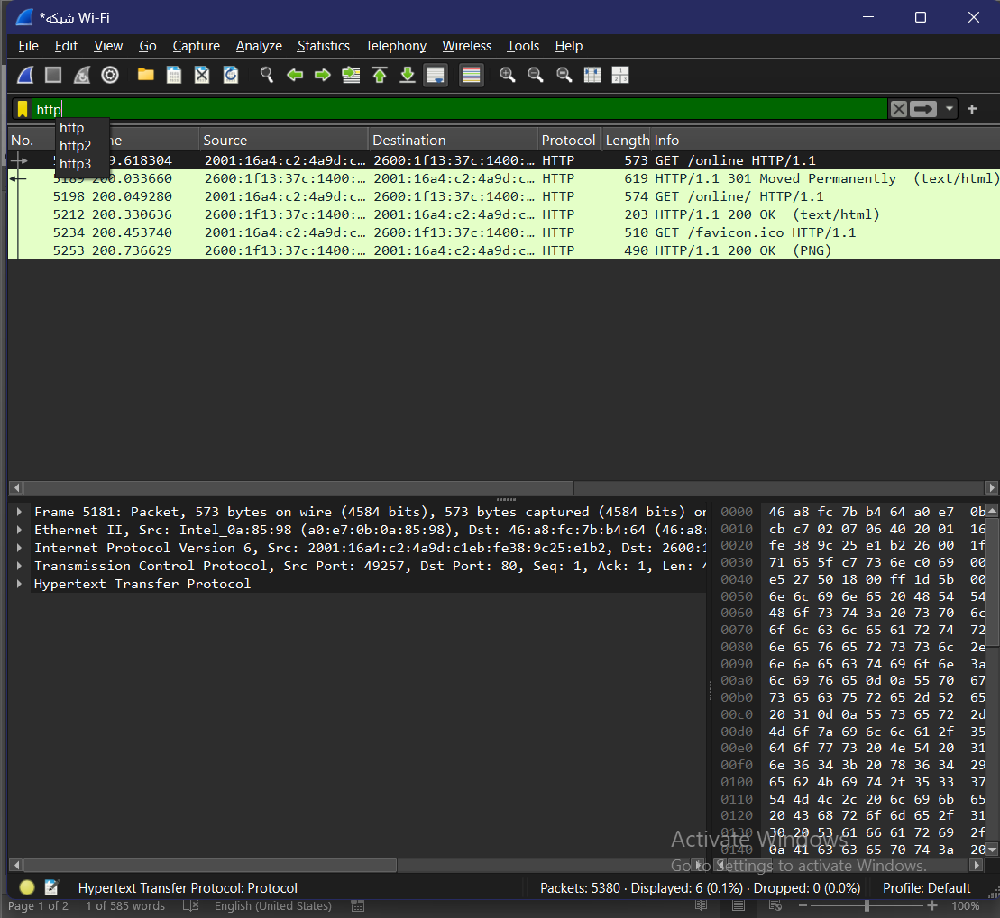 *شبكة Wi-Fi
File Edit View Go Capture Analyze Statistics Telephony Wireless Tools Help
http
http
http2
http3
No. Source Destination Protocol Length Info
2001:16a4:c2:4a9d:c… 2600:1f13:37c:1400:… HTTP 573 GET /online HTTP/1.1
5189 200.033660 2600:1f13:37c:1400:… 2001:16a4:c2:4a9d:c… HTTP 619 HTTP/1.1 301 Moved Permanently (text/html)
5198 200.049280 2001:16a4:c2:4a9d:c… 2600:1f13:37c:1400:… HTTP 574 GET /online/ HTTP/1.1
5212 200.330636 2600:1f13:37c:1400:… 2001:16a4:c2:4a9d:c… HTTP 203 HTTP/1.1 200 OK (text/html)
5234 200.453740 2001:16a4:c2:4a9d:c… 2600:1f13:37c:1400:… HTTP 510 GET /favicon.ico HTTP/1.1
5253 200.736629 2600:1f13:37c:1400:… 2001:16a4:c2:4a9d:c… HTTP 490 HTTP/1.1 200 OK (PNG)
Frame 5181: Packet, 573 bytes on wire (4584 bits), 573 bytes captured (4584 bits) on
Ethernet II, Src: Intel_0a:85:98 (a0:e7:0b:0a:85:98), Dst: 46:a8:fc:7b:b4:64 (46:a8:
Internet Protocol Version 6, Src: 2001:16a4:c2:4a9d:c1eb:fe38:9c25:e1b2, Dst: 2600:1
Transmission Control Protocol, Src Port: 49257, Dst Port: 80, Seq: 1, Ack: 1, Len: 4
Hypertext Transfer Protocol
0000 46 a8 fc 7b b4 64 a0 e7 0b
0010 cb c7 02 07 06 40 20 01 16
0020 fe 38 9c 25 e1 b2 26 00 1f
0030 71 65 5f c7 73 6e c0 69 00
0040 e5 27 50 18 00 ff 1d 5b 00
0050 6e 6c 69 6e 65 20 48 54 54
0060 48 6f 73 74 3a 20 73 70 6c
0070 6f 6c 63 6c 65 61 72 74 72
0080 6e 65 76 65 72 73 73 6c 2e
0090 6e 6e 65 63 74 69 6f 6e 3a
00a0 6c 69 76 65 0d 0a 55 70 67
00b0 73 65 63 75 72 65 2d 52 65
00c0 20 31 0d 0a 55 73 65 72 2d
00d0 4d 6f 7a 69 6c 6c 61 2f 35
00e0 64 6f 77 73 20 4e 54 20 31
00f0 6e 36 34 3b 20 78 36 34 29
0100 65 62 4b 69 74 2f 35 33 37
0110 54 4d 4c 2c 20 6c 69 6b 65
0120 20 43 68 72 6f 6d 65 2f 31
0130 30 20 53 61 66 61 72 69 2f
0140 0a 41 63 63 65 70 74 3a 20
Activate Windows
Go to Settings to activate Windows.
Hypertext Transfer Protocol: Protocol
Packets: 5380 · Displayed: 6 (0.1%) · Dropped: 0 (0.0%)
Profile: Default
Page 1 of 2 1 of 585 words English (United States) 100%